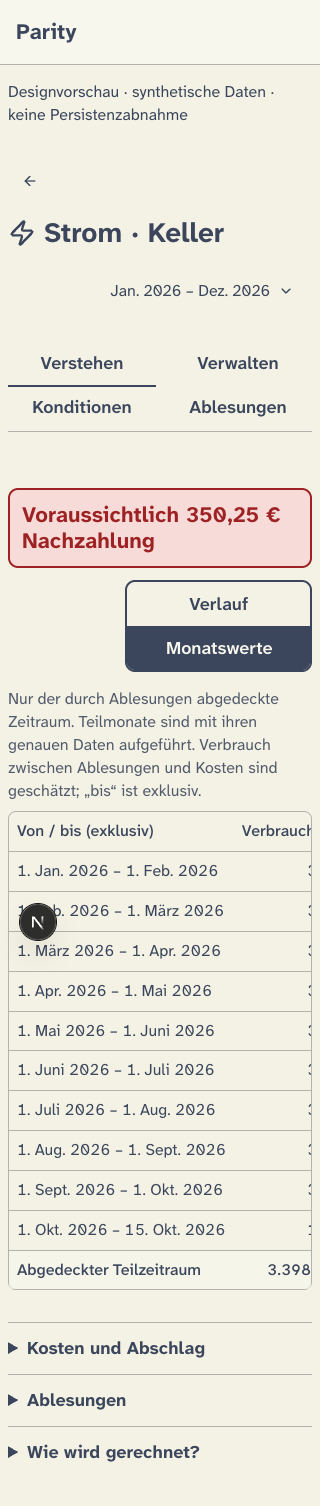 Parity
Designvorschau · synthetische Daten ·
keine Persistenzabnahme
Strom · Keller
Jan. 2026 – Dez. 2026
Verstehen Verwalten
Konditionen Ablesungen
Voraussichtlich 350,25 €
Nachzahlung
Verlauf
Monatswerte
Nur der durch Ablesungen abgedeckte
Zeitraum. Teilmonate sind mit ihren
genauen Daten aufgeführt. Verbrauch
zwischen Ablesungen und Kosten sind
geschätzt; „bis“ ist exklusiv.
Von / bis (exklusiv) Verbrauch
1. Jan. 2026 – 1. Feb. 2026
2026 – 1. März 2026
1. März 2026 – 1. Apr. 2026
1. Apr. 2026 – 1. Mai 2026
1. Mai 2026 – 1. Juni 2026
1. Juni 2026 – 1. Juli 2026
1. Juli 2026 – 1. Aug. 2026
1. Aug. 2026 – 1. Sept. 2026
1. Sept. 2026 – 1. Okt. 2026
1. Okt. 2026 – 15. Okt. 2026
Abgedeckter Teilzeitraum 3.398
Kosten und Abschlag
Ablesungen
Wie wird gerechnet?